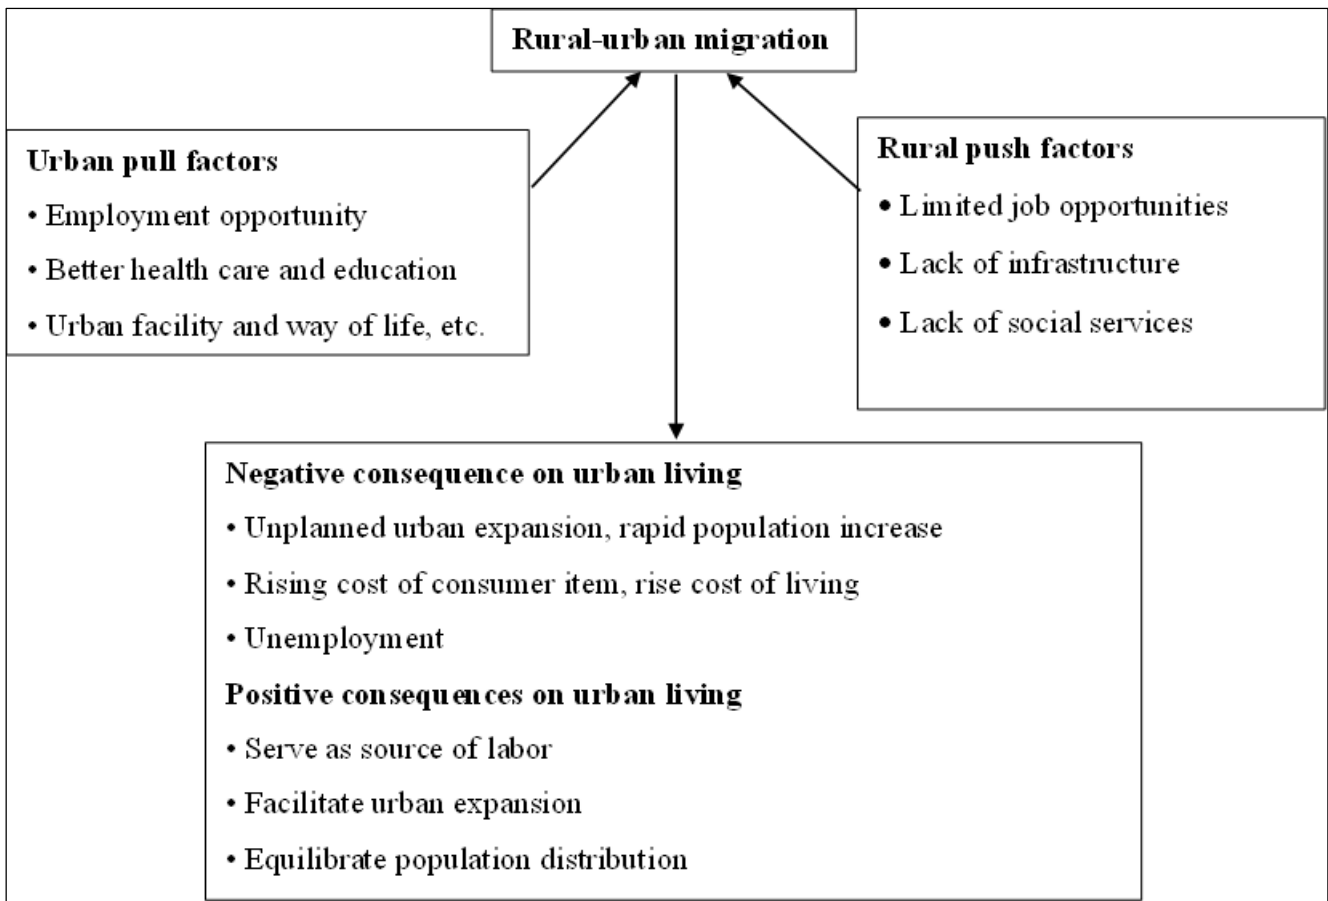 Rural-urban migration
Urban pull factors
• Employment opportunity
• Better health care and education
• Urban facility and way of life, etc.
Rural push factors
• Limited job opportunities
• Lack of infrastructure
• Lack of social services
Negative consequence on urban living
• Unplanned urban expansion, rapid population increase
• Rising cost of consumer item, rise cost of living
• Unemployment
Positive consequences on urban living
• Serve as source of labor
• Facilitate urban expansion
• Equilibrate population distribution